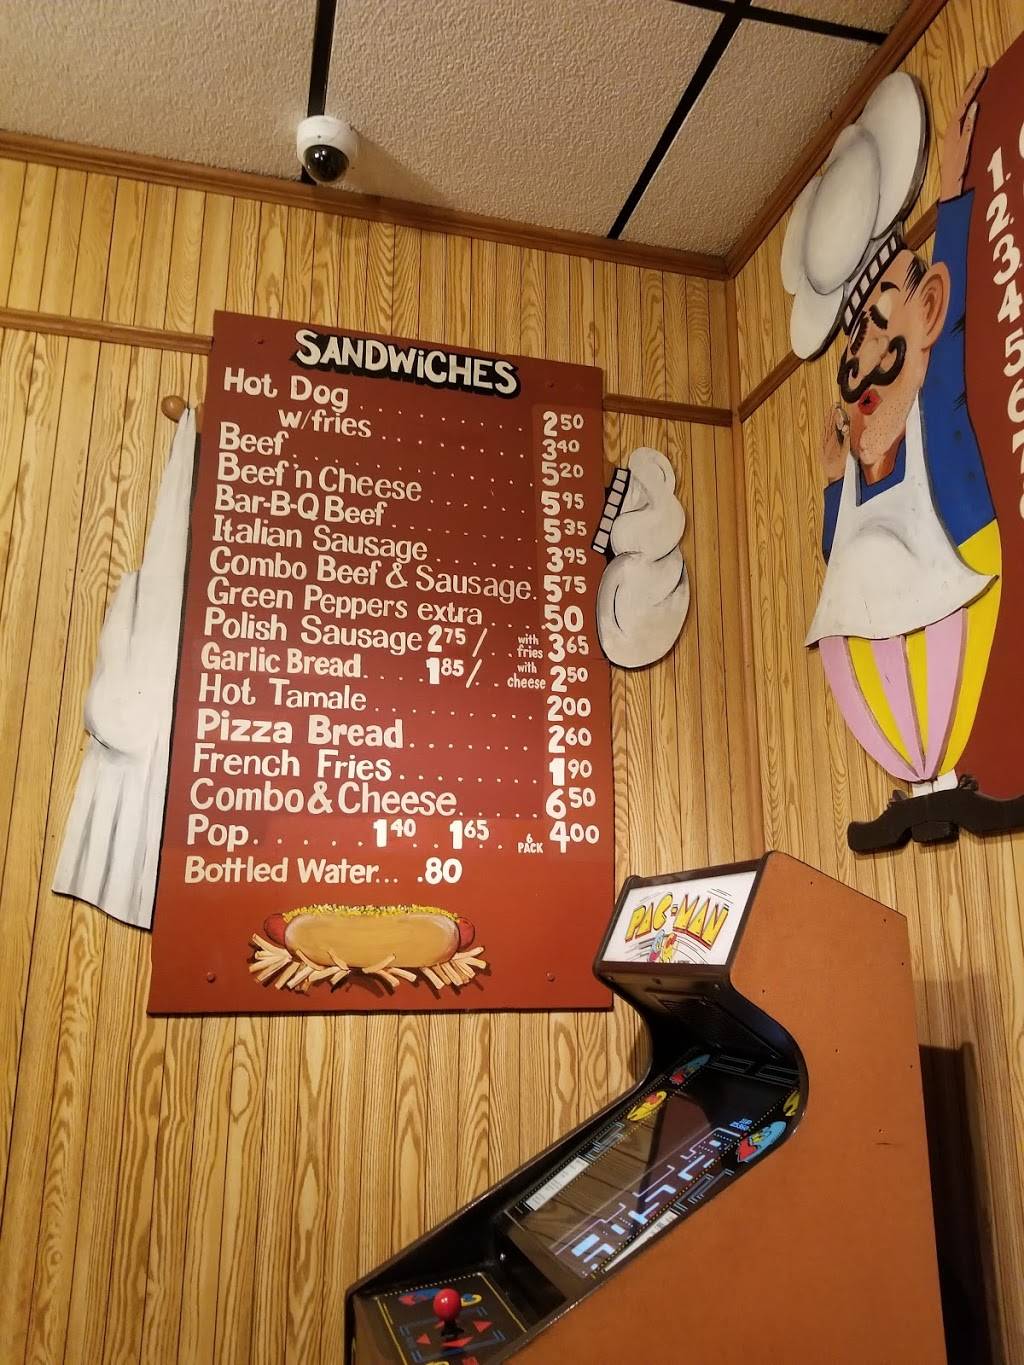 SANDWiCHES
Hot Dog . . . . . . . . . . 2 50
w/fries . . . . . . . . . 3 40
Beef . . . . . . . . . . . . 5 20
Beef 'n Cheese . . . . . . 5 95
Bar-B-Q Beef . . . . . . . . 5 35
Italian Sausage . . . . . . 3 95
Combo Beef & Sausage. 5 75
Green Peppers extra . . . . 50
Polish Sausage 2 75 / . . with fries 3 65
Garlic Bread. . . . 1 85 / . . with cheese 2 50
Hot Tamale . . . . . . . . . 2 00
Pizza Bread. . . . . . . 2 60
French Fries . . . . . . . . 1 90
Combo & Cheese. . . . . 6 50
Pop. . . . . . 1 40 . . 1 65 . . 6 PACK 4 00
Bottled Water... .80
PAC-MAN
1.
2.
3.
4
5
6
7